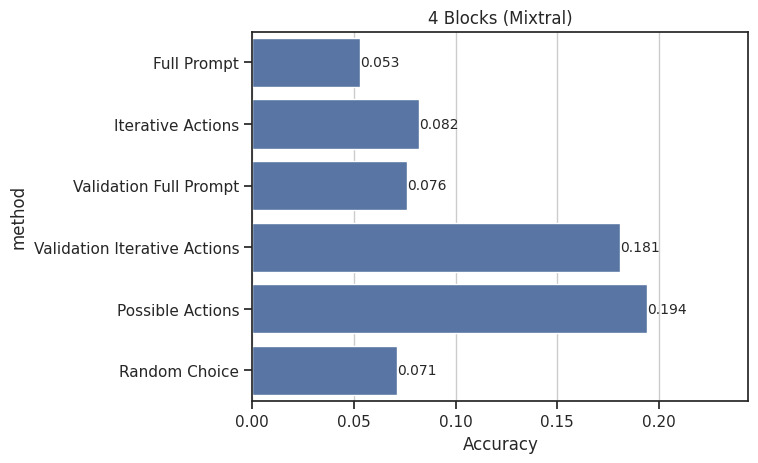 4 Blocks (Mixtral)
method
Full Prompt
0.053
Iterative Actions
0.082
Validation Full Prompt
0.076
Validation Iterative Actions
0.181
Possible Actions
0.194
Random Choice
0.071
0.00 0.05 0.10 0.15 0.20
Accuracy